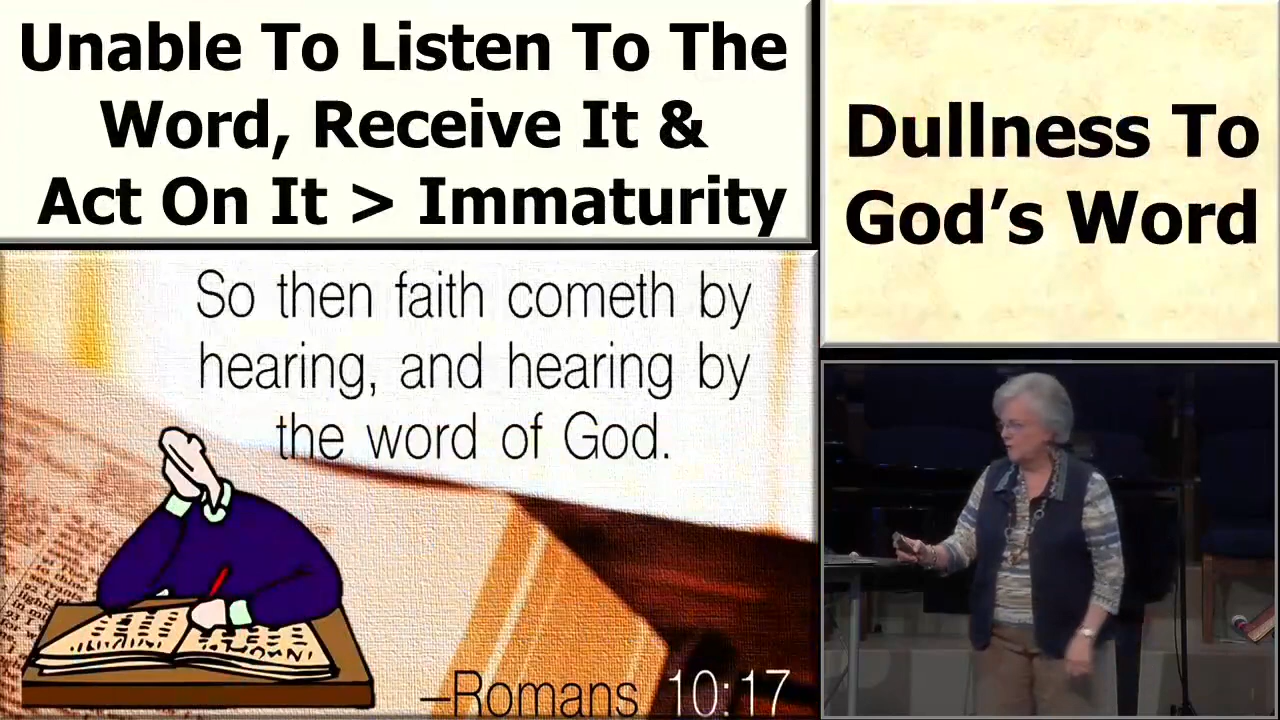 Unable To Listen To The
Word, Receive It &
Act On It > Immaturity
Dullness To
God's Word
So then faith cometh by
hearing, and hearing by
the word of God.
–Romans 10:17